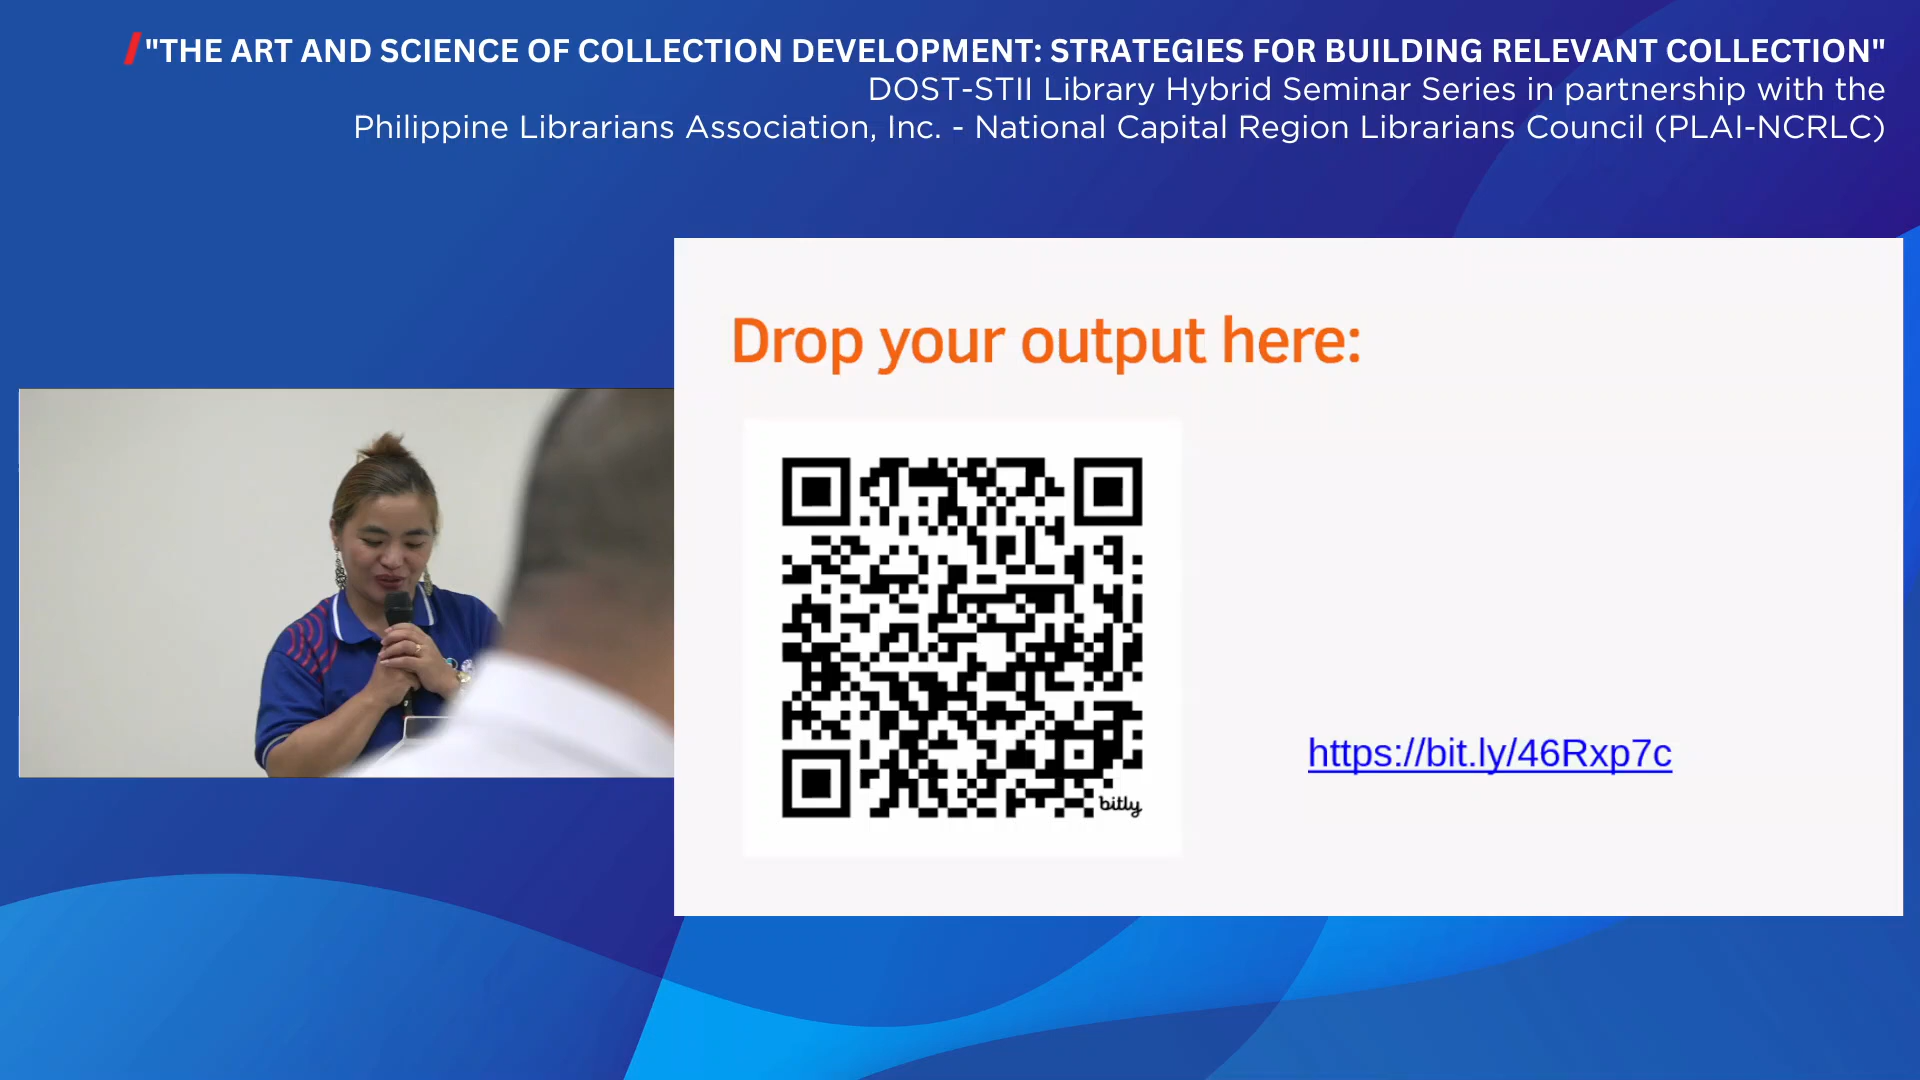 "THE ART AND SCIENCE OF COLLECTION DEVELOPMENT: STRATEGIES FOR BUILDING RELEVANT COLLECTION"
DOST-STII Library Hybrid Seminar Series in partnership with the
Philippine Librarians Association, Inc. - National Capital Region Librarians Council (PLAI-NCRLC)
Drop your output here:
https://bit.ly/46Rxp7c
bitly